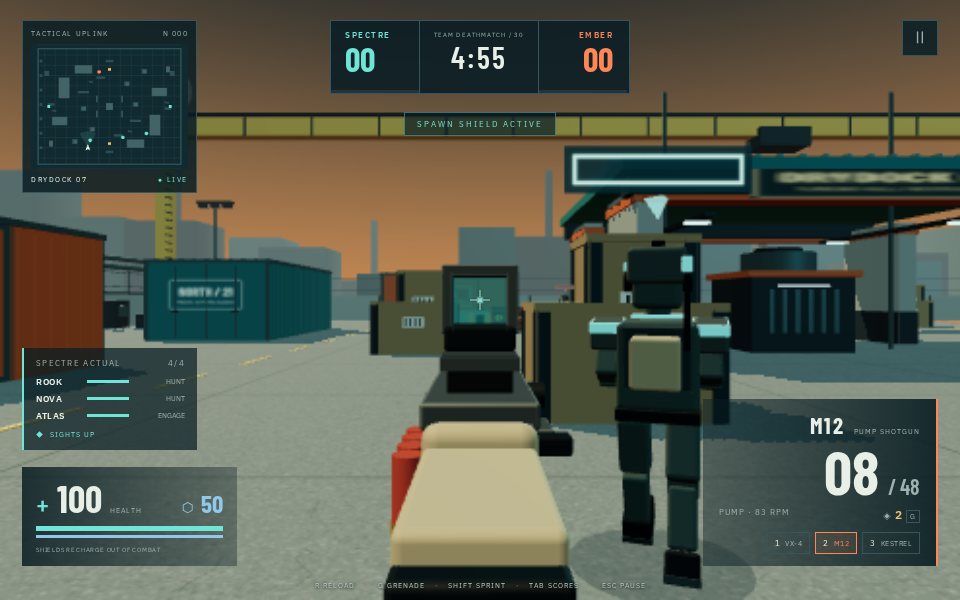 TACTICAL UPLINK N 000
DRYDOCK 07 • LIVE
SPECTRE
00
TEAM DEATHMATCH / 30
4:55
EMBER
00
SPAWN SHIELD ACTIVE
DRYDOCK
NORTH / 21
SPECTRE ACTUAL 4/4
ROOK HUNT
NOVA HUNT
ATLAS ENGAGE
◆ SIGHTS UP
+ 100 HEALTH 50
SHIELDS RECHARGE OUT OF COMBAT
M12 PUMP SHOTGUN
08 / 48
PUMP · 83 RPM
◈ 2 G
1 VX-4 2 M12 3 KESTREL
R RELOAD · G GRENADE · SHIFT SPRINT · TAB SCORES · ESC PAUSE